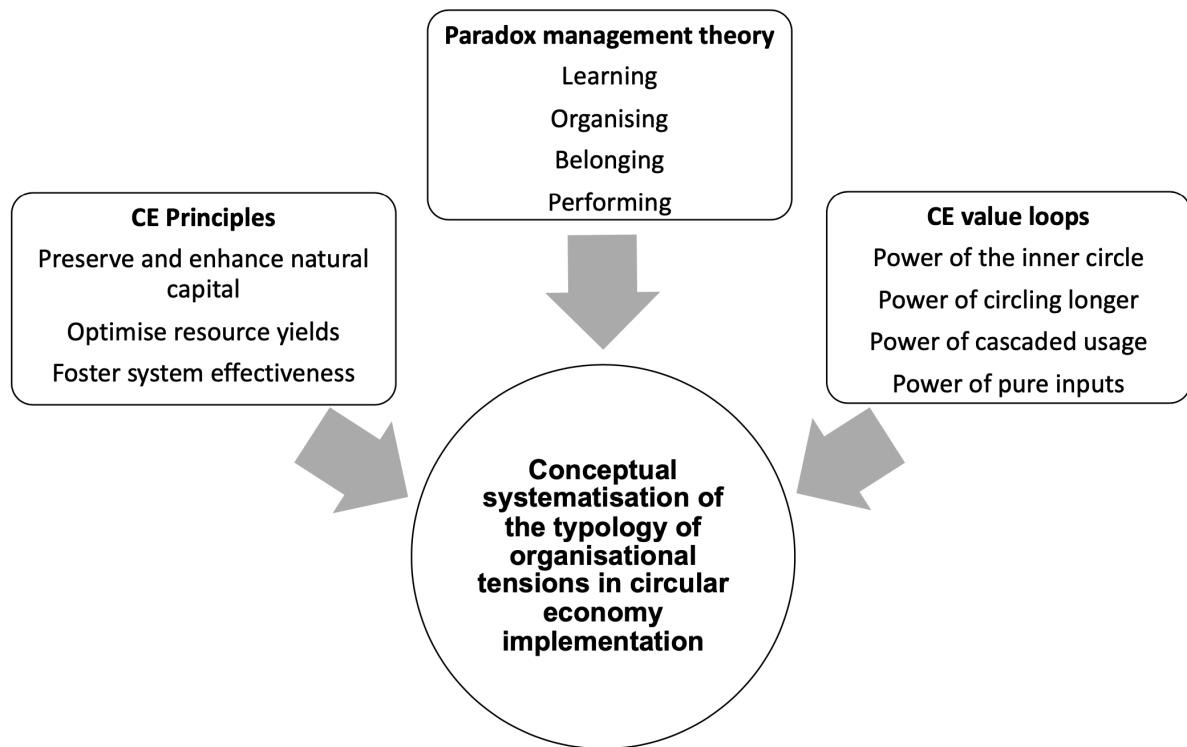 Paradox management theory
Learning
Organising
Belonging
Performing
CE Principles
Preserve and enhance natural
capital
Optimise resource yields
Foster system effectiveness
CE value loops
Power of the inner circle
Power of circling longer
Power of cascaded usage
Power of pure inputs
Conceptual
systematisation of
the typology of
organisational
tensions in circular
economy
implementation